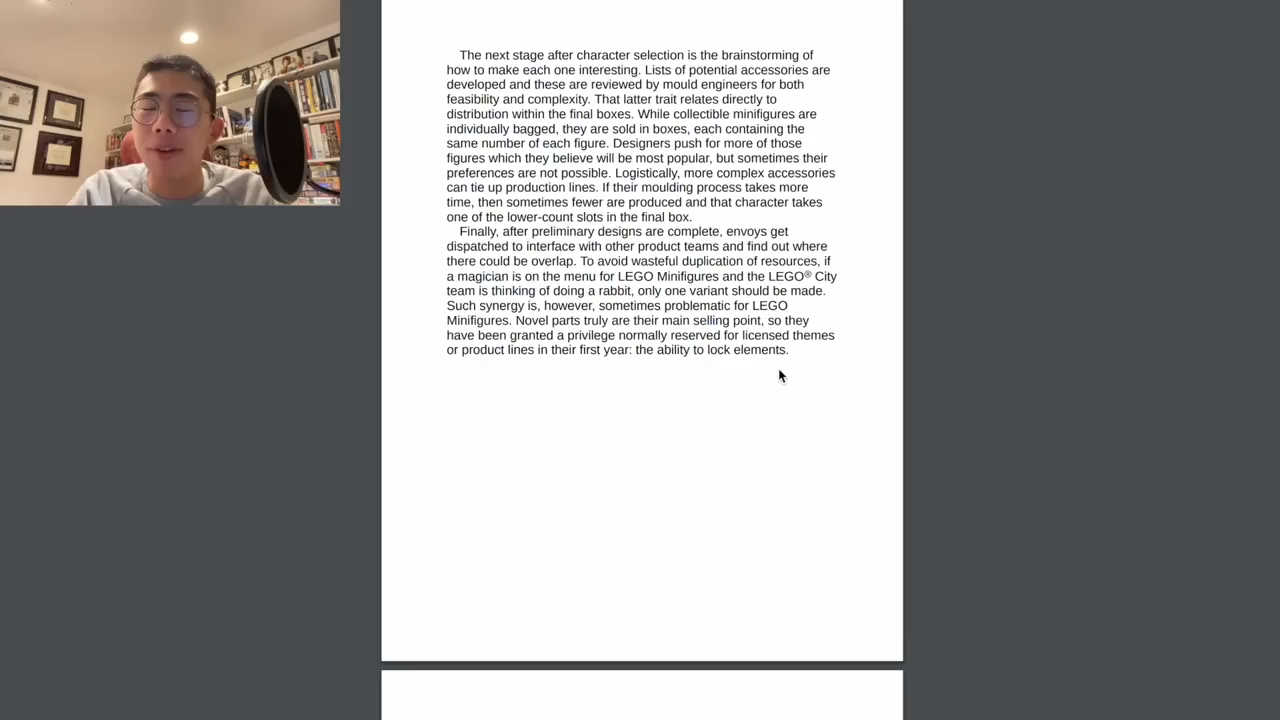 The next stage after character selection is the brainstorming of
how to make each one interesting. Lists of potential accessories are
developed and these are reviewed by mould engineers for both
feasibility and complexity. That latter trait relates directly to
distribution within the final boxes. While collectible minifigures are
individually bagged, they are sold in boxes, each containing the
same number of each figure. Designers push for more of those
figures which they believe will be most popular, but sometimes their
preferences are not possible. Logistically, more complex accessories
can tie up production lines. If their moulding process takes more
time, then sometimes fewer are produced and that character takes
one of the lower-count slots in the final box.
Finally, after preliminary designs are complete, envoys get
dispatched to interface with other product teams and find out where
there could be overlap. To avoid wasteful duplication of resources, if
a magician is on the menu for LEGO Minifigures and the LEGO® City
team is thinking of doing a rabbit, only one variant should be made.
Such synergy is, however, sometimes problematic for LEGO
Minifigures. Novel parts truly are their main selling point, so they
have been granted a privilege normally reserved for licensed themes
or product lines in their first year: the ability to lock elements.